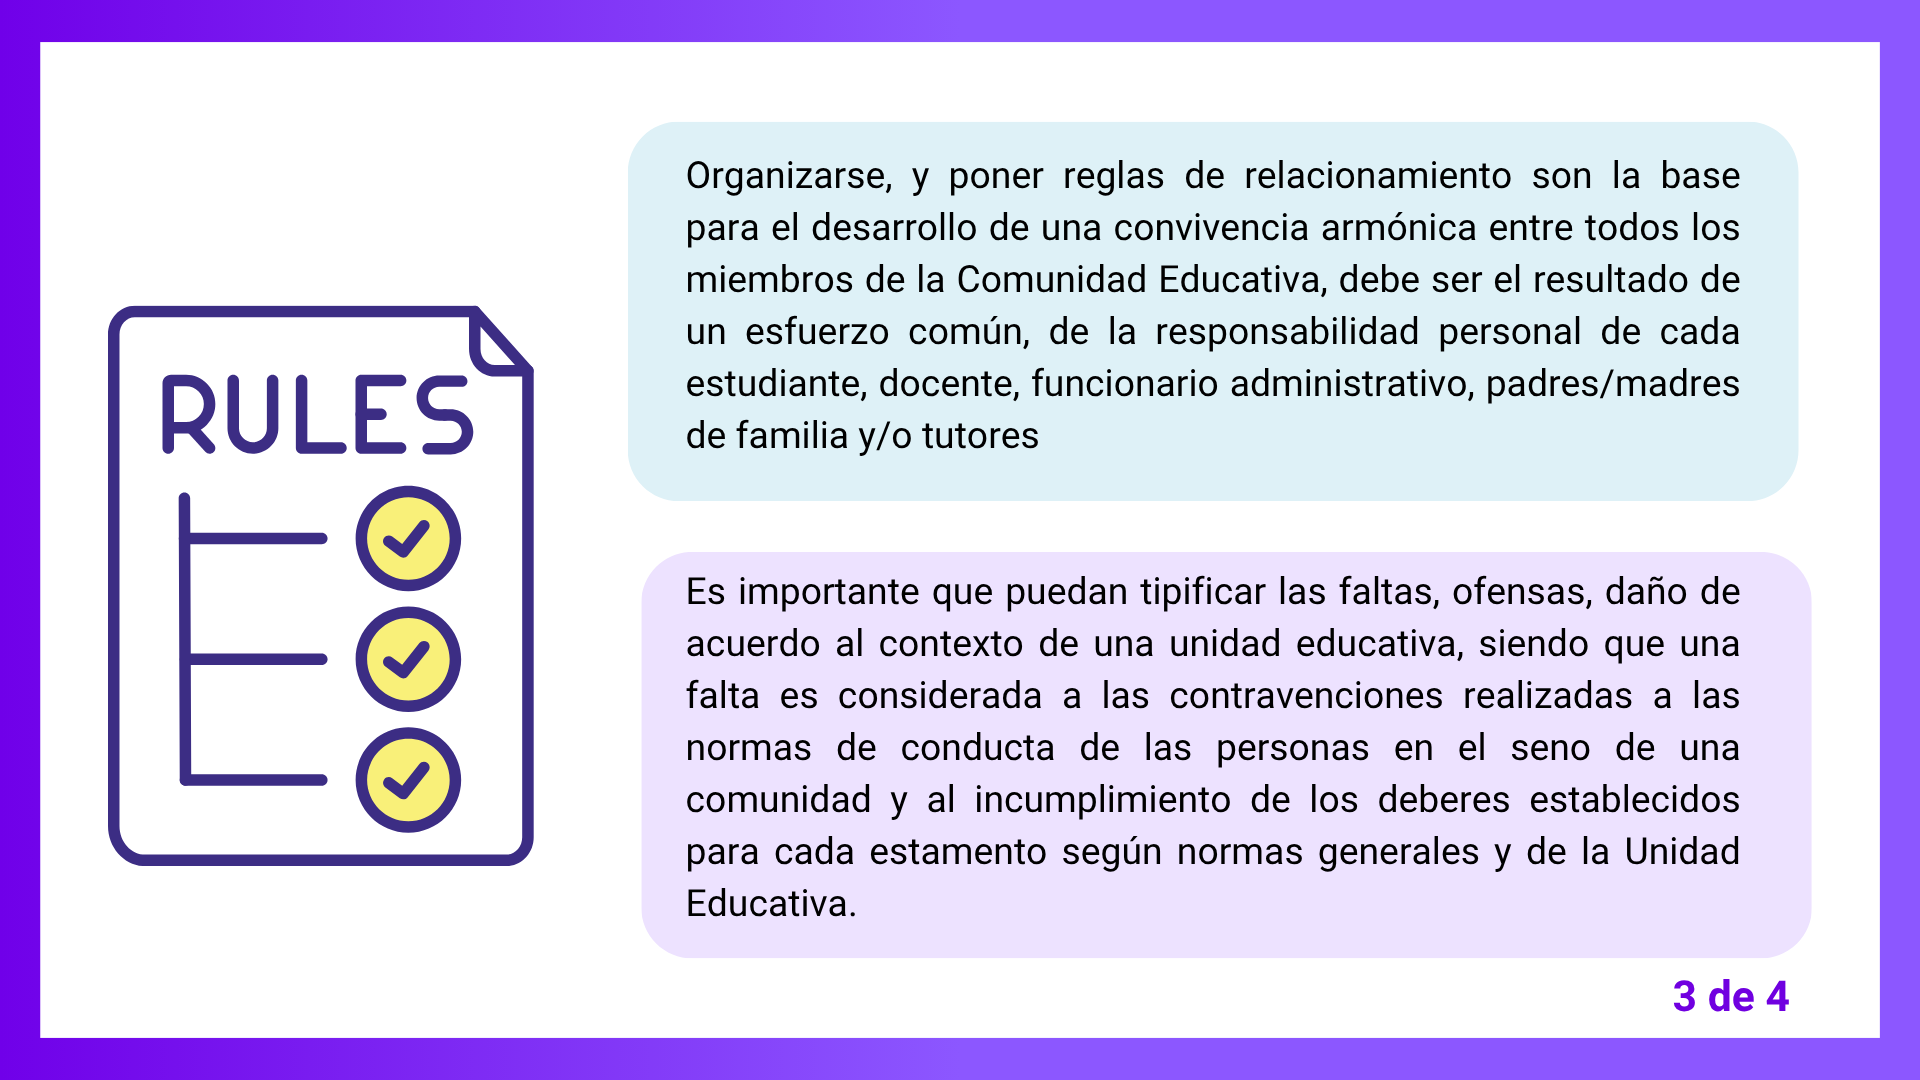 RULES
Organizarse, y poner reglas de relacionamiento son la base
para el desarrollo de una convivencia armónica entre todos los
miembros de la Comunidad Educativa, debe ser el resultado de
un esfuerzo común, de la responsabilidad personal de cada
estudiante, docente, funcionario administrativo, padres/madres
de familia y/o tutores
Es importante que puedan tipificar las faltas, ofensas, daño de
acuerdo al contexto de una unidad educativa, siendo que una
falta es considerada a las contravenciones realizadas a las
normas de conducta de las personas en el seno de una
comunidad y al incumplimiento de los deberes establecidos
para cada estamento según normas generales y de la Unidad
Educativa.
3 de 4